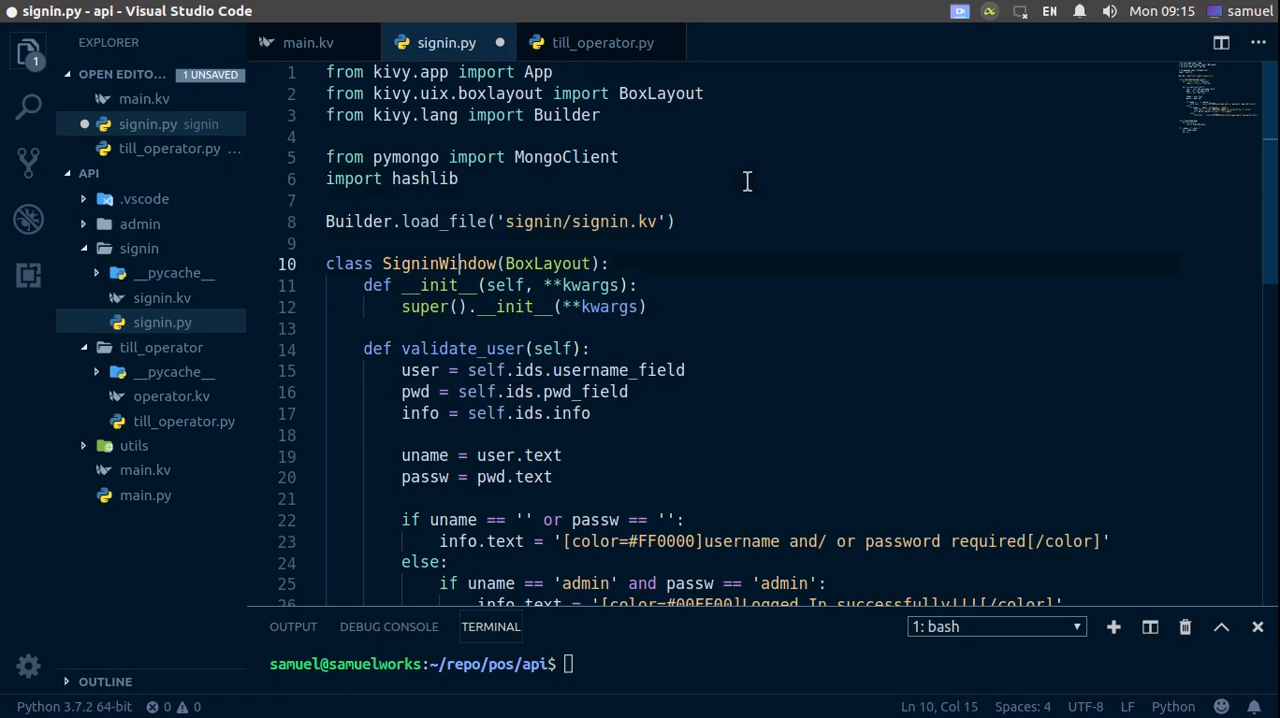 signin.py - api - Visual Studio Code
EN
Mon 09:15
samuel
EXPLORER
OPEN EDITO... 1 UNSAVED
main.kv
signin.py signin
till_operator.py ...
API
.vscode
admin
signin
__pycache__
signin.kv
signin.py
till_operator
__pycache__
operator.kv
till_operator.py
utils
main.kv
main.py
OUTLINE
1
main.kv
signin.py
till_operator.py
1 from kivy.app import App
2 from kivy.uix.boxlayout import BoxLayout
3 from kivy.lang import Builder
4
5 from pymongo import MongoClient
6 import hashlib
7
8 Builder.load_file('signin/signin.kv')
9
10 class SigninWindow(BoxLayout):
11 def __init__(self, **kwargs):
12 super().__init__(**kwargs)
13
14 def validate_user(self):
15 user = self.ids.username_field
16 pwd = self.ids.pwd_field
17 info = self.ids.info
18
19 uname = user.text
20 passw = pwd.text
21
22 if uname == '' or passw == '':
23 info.text = '[color=#FF0000]username and/ or password required[/color]'
24 else:
25 if uname == 'admin' and passw == 'admin':
26 info.text = '[color=#00FF00]Logged In successfully!!![/color]'
OUTPUT
DEBUG CONSOLE
TERMINAL
1: bash
samuel@samuelworks:~/repo/pos/api$
Python 3.7.2 64-bit
0
0
Ln 10, Col 15
Spaces: 4
UTF-8
LF
Python